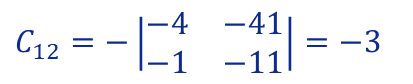 C₁₂ = − |−4 −41| = −3
|−1 −11|